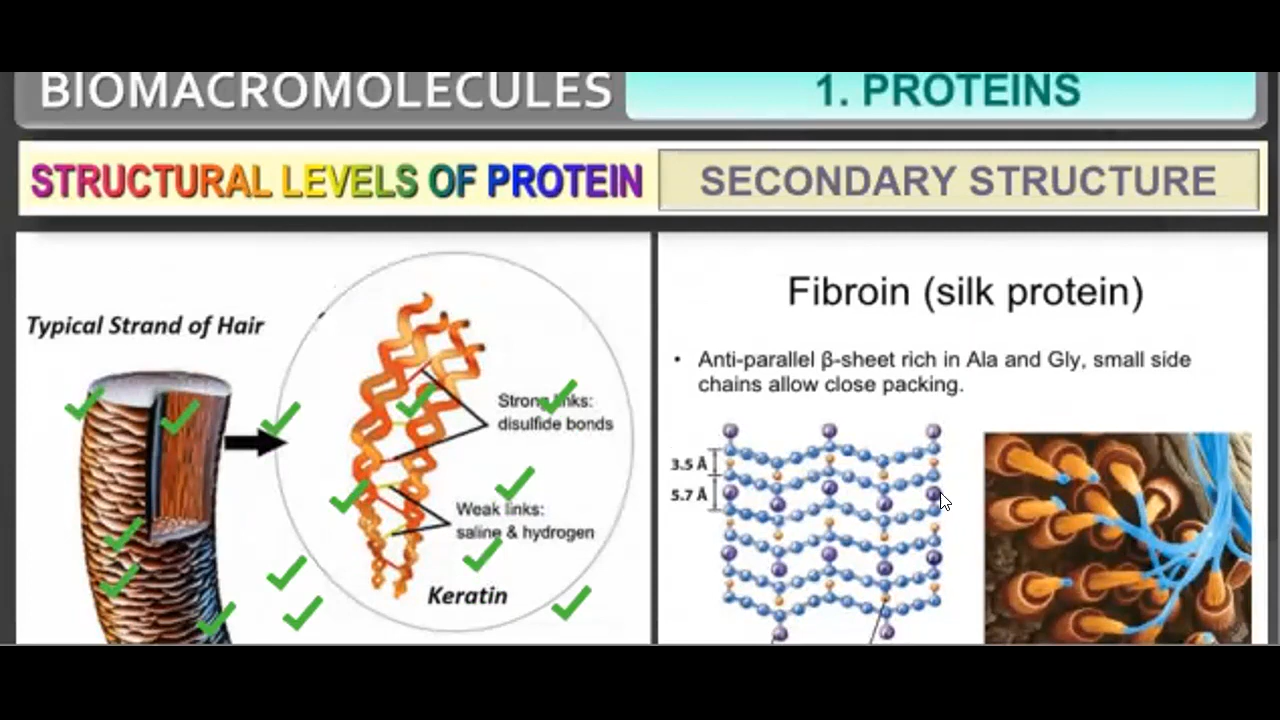 BIOMACROMOLECULES
1. PROTEINS
STRUCTURAL LEVELS OF PROTEIN
SECONDARY STRUCTURE
Typical Strand of Hair
Strong links:
disulfide bonds
Weak links:
saline & hydrogen
Keratin
Fibroin (silk protein)
• Anti-parallel β-sheet rich in Ala and Gly, small side
chains allow close packing.
3.5 Å
5.7 Å